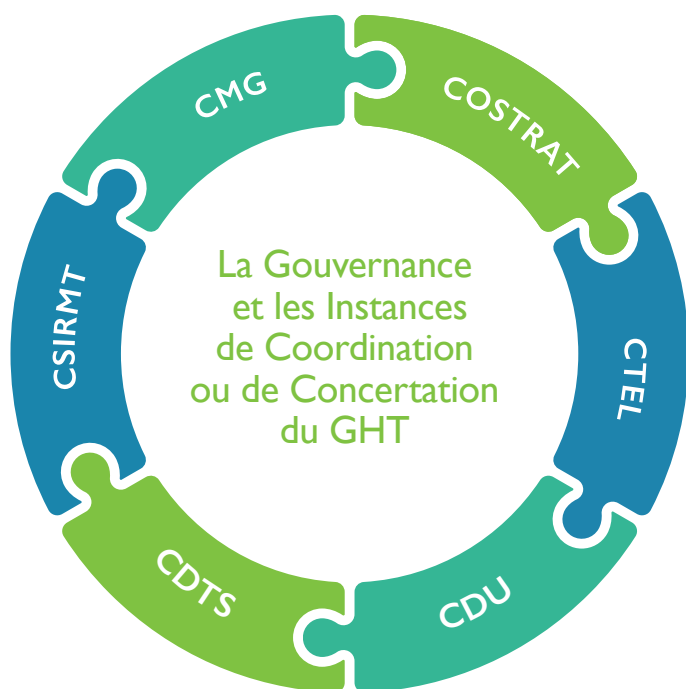 CMG
COSTRAT
CSIRMT
La Gouvernance
et les Instances
de Coordination
ou de Concertation
du GHT
CTEL
CDTS
CDU